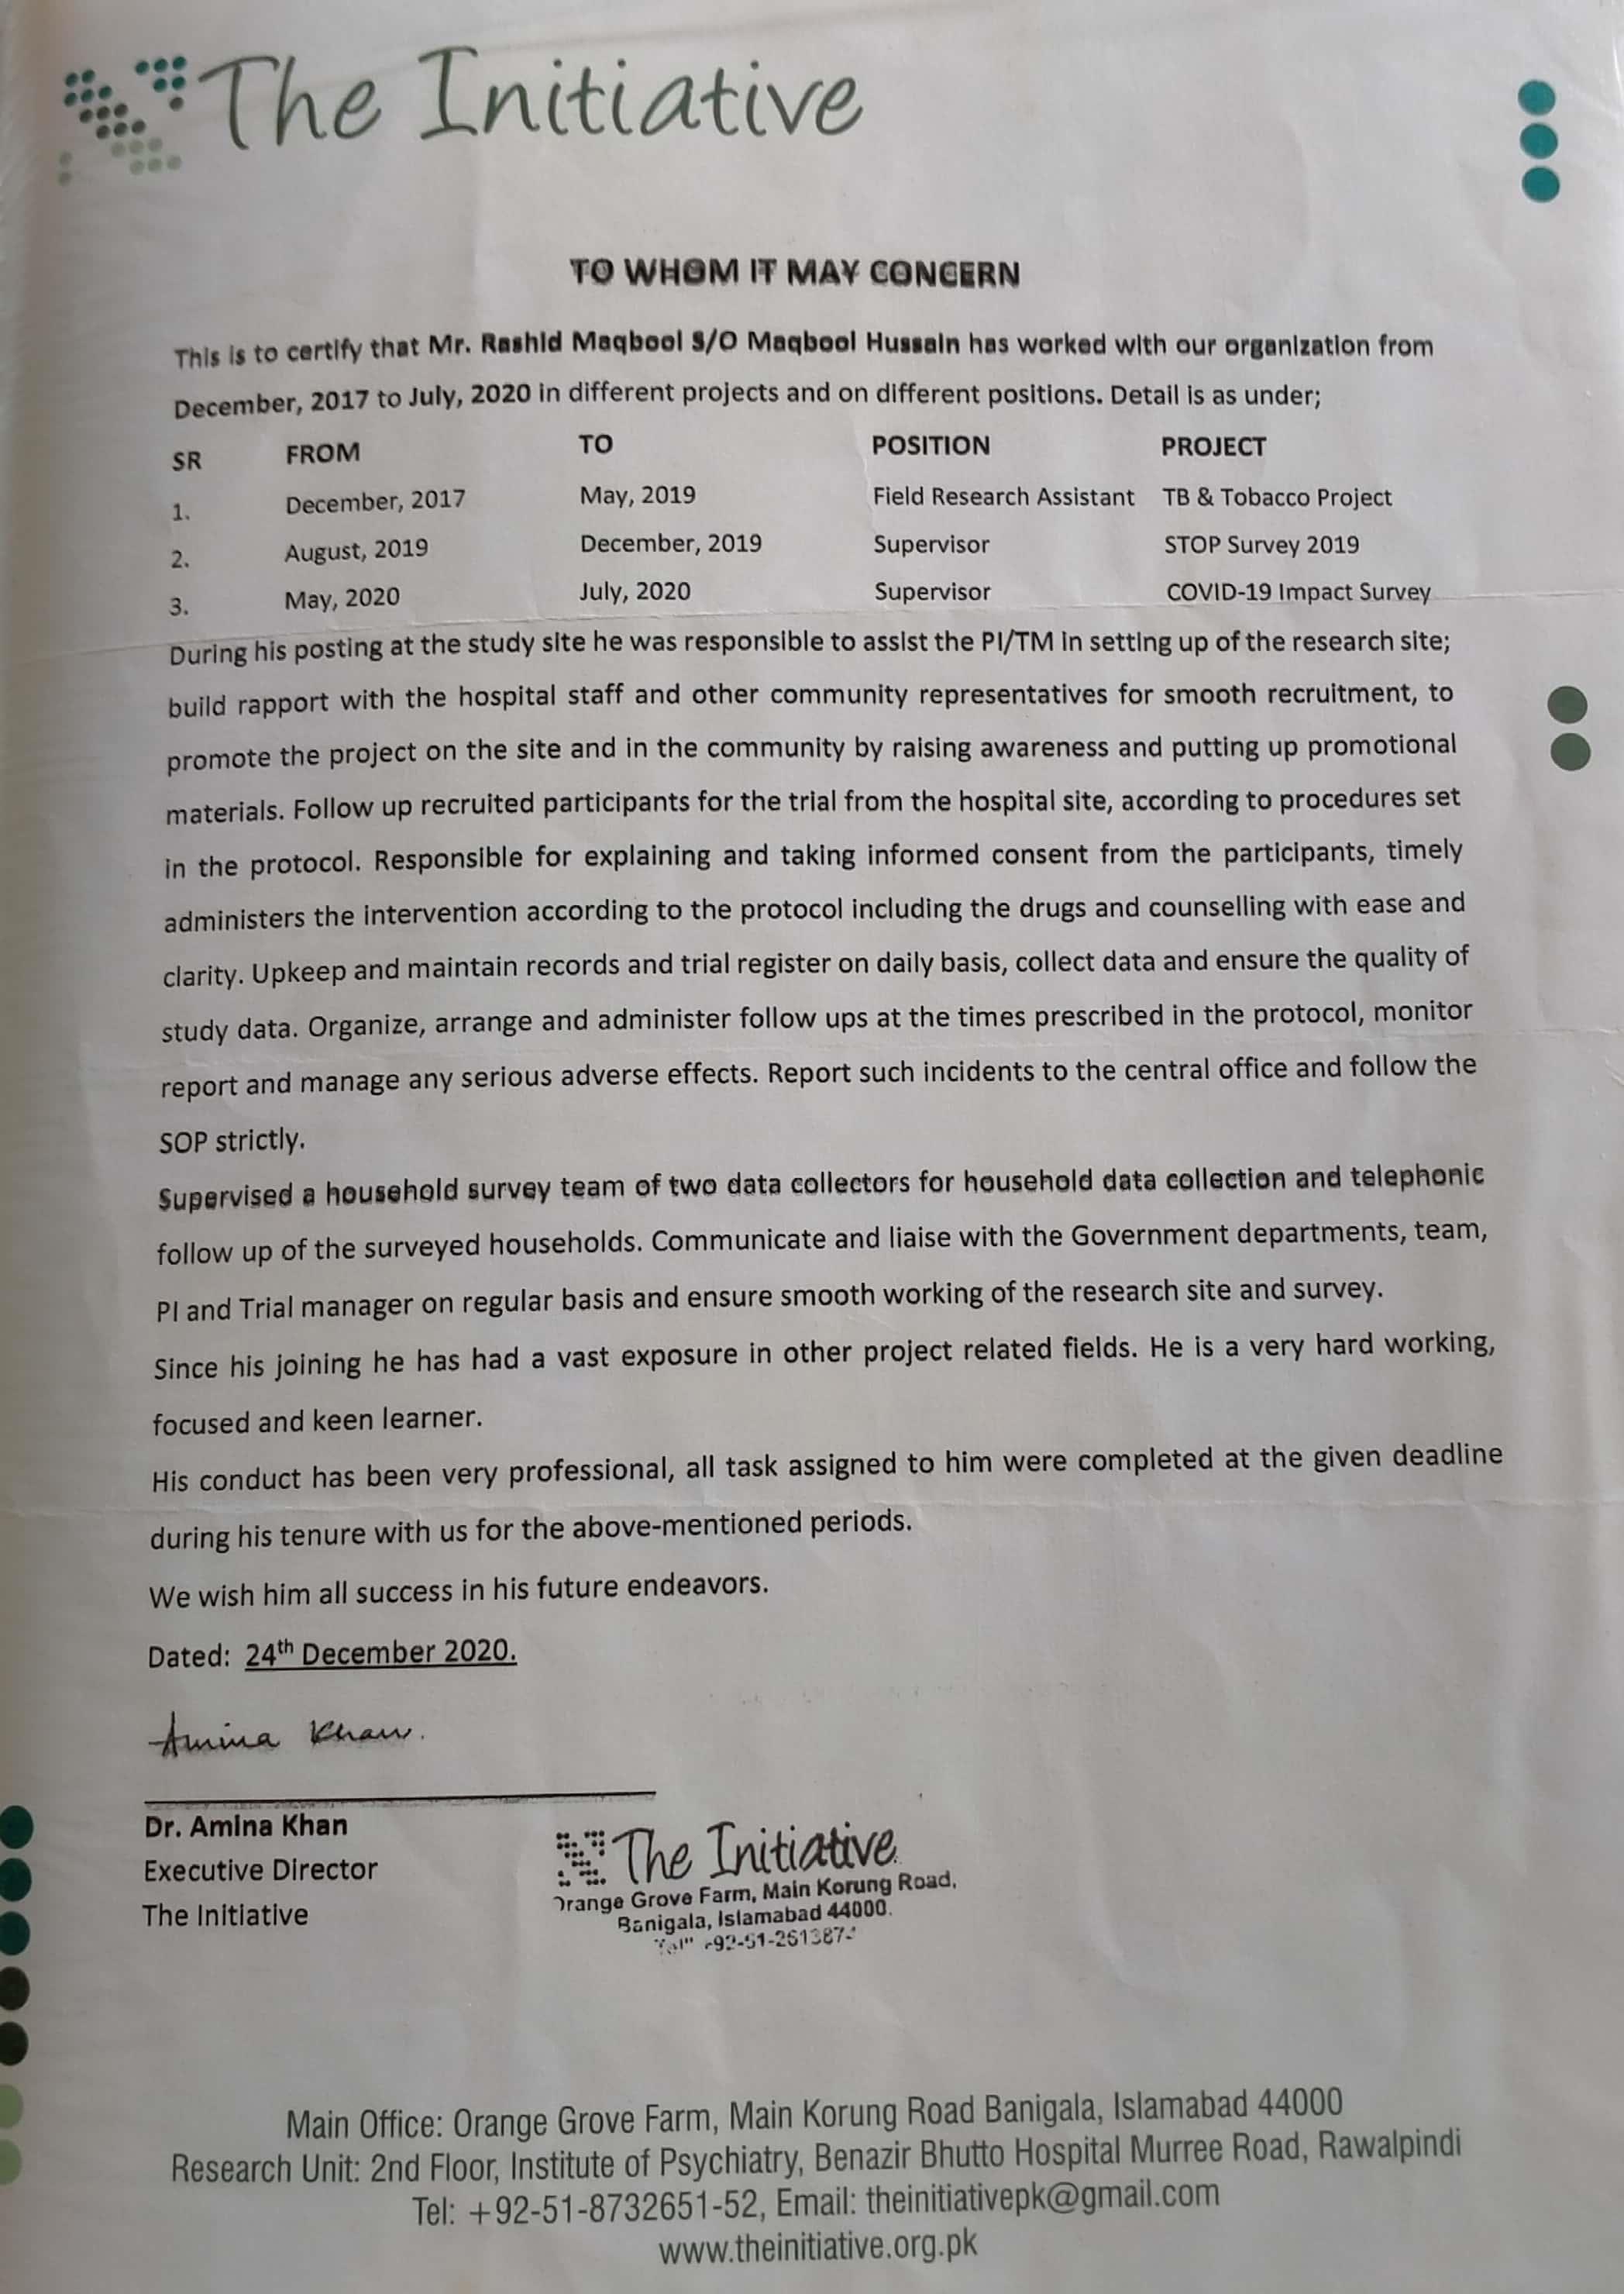 The Initiative
TO WHOM IT MAY CONCERN
This is to certify that Mr. Rashid Maqbool S/O Maqbool Hussain has worked with our organization from
December, 2017 to July, 2020 in different projects and on different positions. Detail is as under;
SR FROM TO POSITION PROJECT
1. December, 2017 May, 2019 Field Research Assistant TB & Tobacco Project
2. August, 2019 December, 2019 Supervisor STOP Survey 2019
3. May, 2020 July, 2020 Supervisor COVID-19 Impact Survey
During his posting at the study site he was responsible to assist the PI/TM in setting up of the research site;
build rapport with the hospital staff and other community representatives for smooth recruitment, to
promote the project on the site and in the community by raising awareness and putting up promotional
materials. Follow up recruited participants for the trial from the hospital site, according to procedures set
in the protocol. Responsible for explaining and taking informed consent from the participants, timely
administers the intervention according to the protocol including the drugs and counselling with ease and
clarity. Upkeep and maintain records and trial register on daily basis, collect data and ensure the quality of
study data. Organize, arrange and administer follow ups at the times prescribed in the protocol, monitor
report and manage any serious adverse effects. Report such incidents to the central office and follow the
SOP strictly.
Supervised a household survey team of two data collectors for household data collection and telephonic
follow up of the surveyed households. Communicate and liaise with the Government departments, team,
PI and Trial manager on regular basis and ensure smooth working of the research site and survey.
Since his joining he has had a vast exposure in other project related fields. He is a very hard working,
focused and keen learner.
His conduct has been very professional, all task assigned to him were completed at the given deadline
during his tenure with us for the above-mentioned periods.
We wish him all success in his future endeavors.
Dated: 24th December 2020.
Amina Khan.
Dr. Amina Khan
Executive Director
The Initiative
The Initiative
Orange Grove Farm, Main Korung Road,
Banigala, Islamabad 44000.
Main Office: Orange Grove Farm, Main Korung Road Banigala, Islamabad 44000
Research Unit: 2nd Floor, Institute of Psychiatry, Benazir Bhutto Hospital Murree Road, Rawalpindi
Tel: +92-51-8732651-52, Email: theinitiativepk@gmail.com
www.theinitiative.org.pk